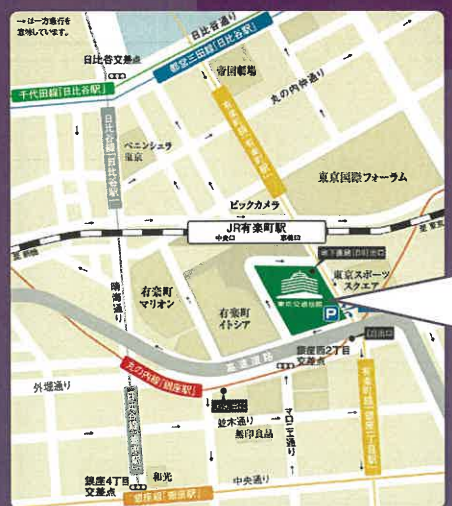 →は一方通行を
意味しています。
日比谷通り
都営三田線「日比谷駅」
日比谷交差点
千代田線「日比谷駅」
帝国劇場
丸の内仲通り
日比谷線「日比谷駅」
ペニンシュラ
東京
有楽町線「有楽町駅」
東京国際フォーラム
ビックカメラ
JR有楽町駅
中央口
京橋口
晴海通り
有楽町
マリオン
有楽町
イトシア
東京交通会館
P
東京スポーツ
スクエア
高速道路
銀座西2丁目
交差点
丸の内線「銀座駅」
外堀通り
並木通り
無印良品
マロニエ通り
有楽町線「銀座一丁目駅」
銀座4丁目
交差点
和光
中央通り
銀座線「銀座駅」